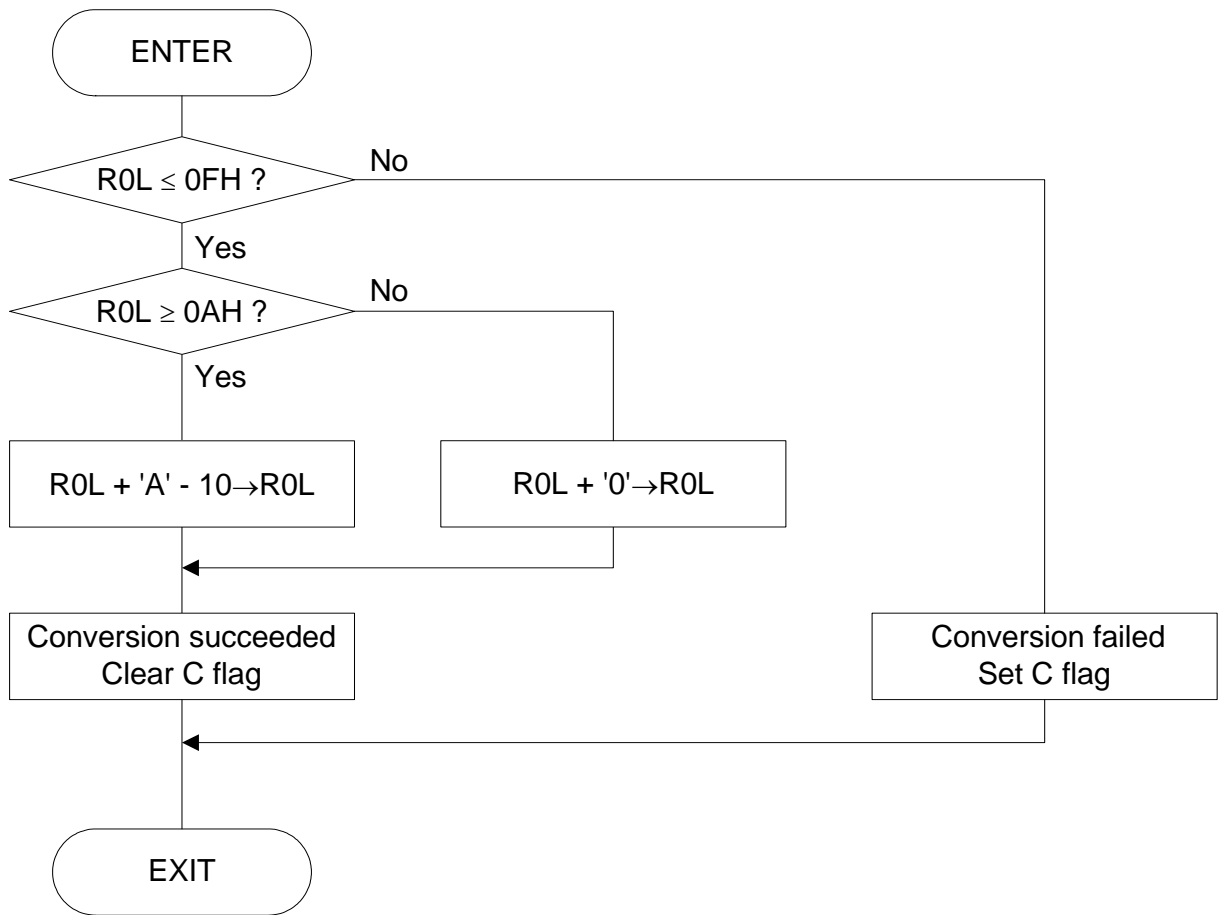 ENTER
R0L ≤ 0FH ?
No
Yes
R0L ≥ 0AH ?
No
Yes
R0L + 'A' - 10→R0L
R0L + '0'→R0L
Conversion succeeded
Clear C flag
Conversion failed
Set C flag
EXIT